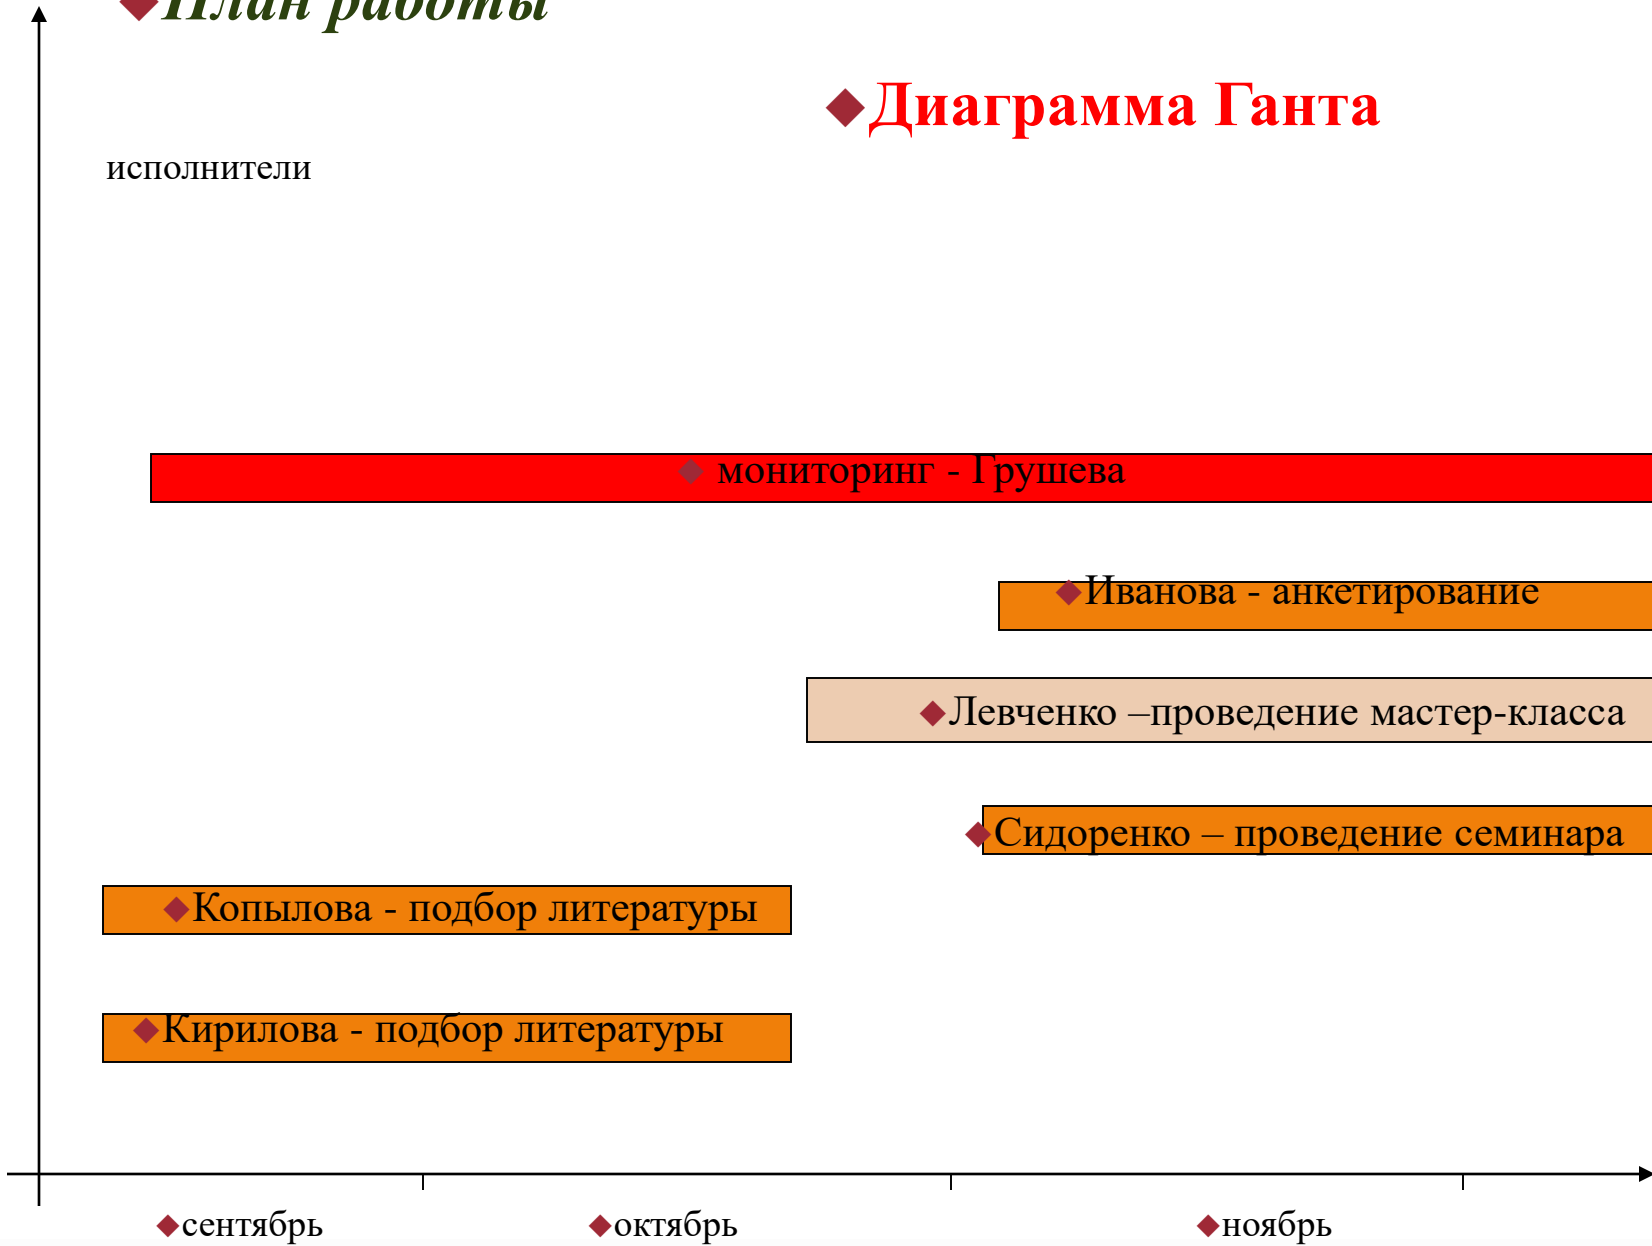 План работы
Диаграмма Ганта
исполнители
мониторинг - Грушева
Иванова - анкетирование
Левченко –проведение мастер-класса
Сидоренко – проведение семинара
Копылова - подбор литературы
Кирилова - подбор литературы
сентябрь октябрь ноябрь